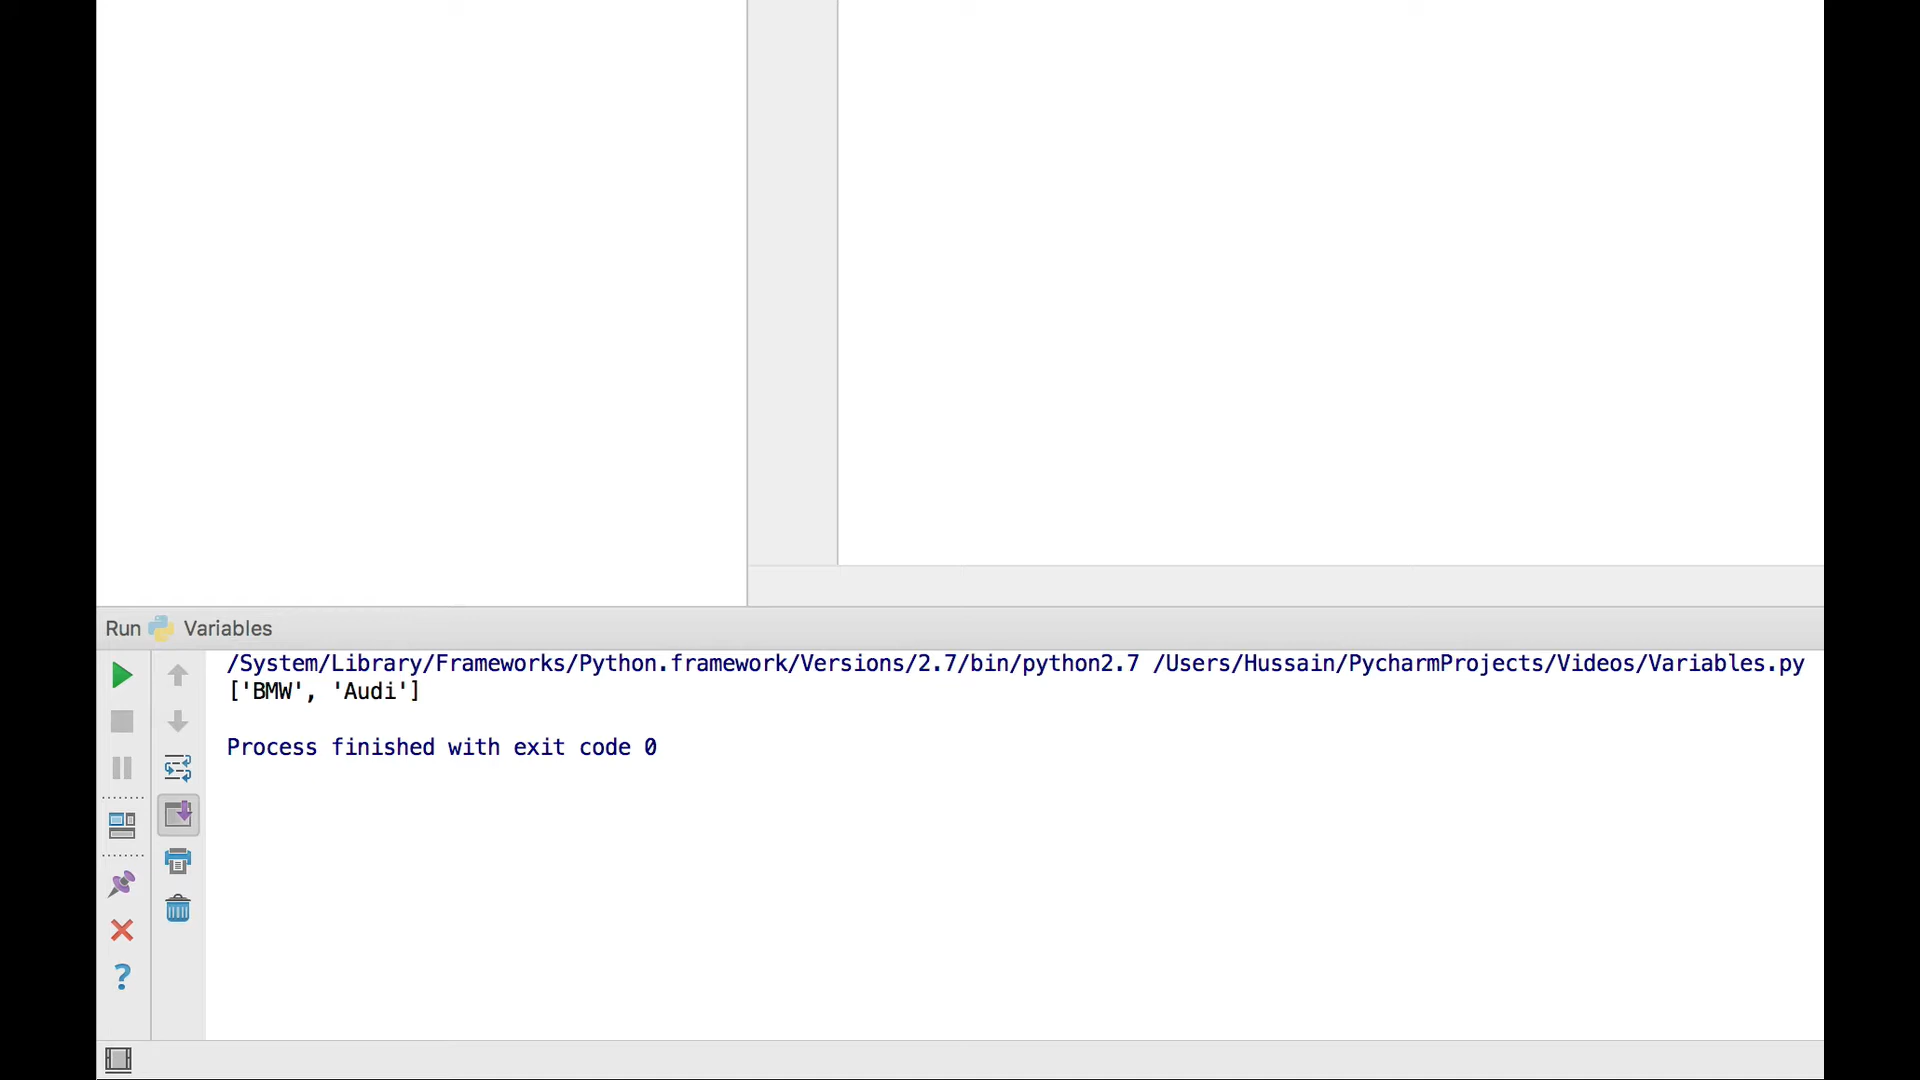 Run Variables
/System/Library/Frameworks/Python.framework/Versions/2.7/bin/python2.7 /Users/Hussain/PycharmProjects/Videos/Variables.py
['BMW', 'Audi']
Process finished with exit code 0